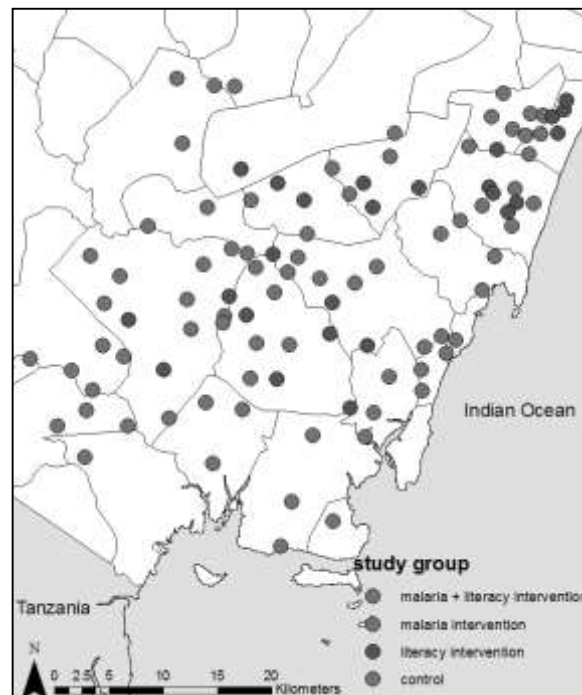 Indian Ocean
study group
malaria + literacy intervention
malaria intervention
Tanzania
literacy intervention
N
control
0 2.5 5 10 15 20
Kilometers